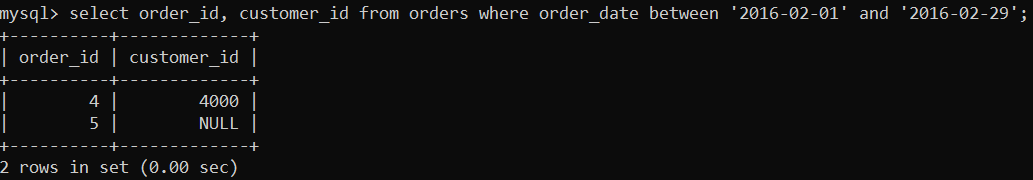 mysql> select order_id, customer_id from orders where order_date between '2016-02-01' and '2016-02-29';
+----------+-------------+
| order_id | customer_id |
+----------+-------------+
|        4 |        4000 |
|        5 |        NULL |
+----------+-------------+
2 rows in set (0.00 sec)